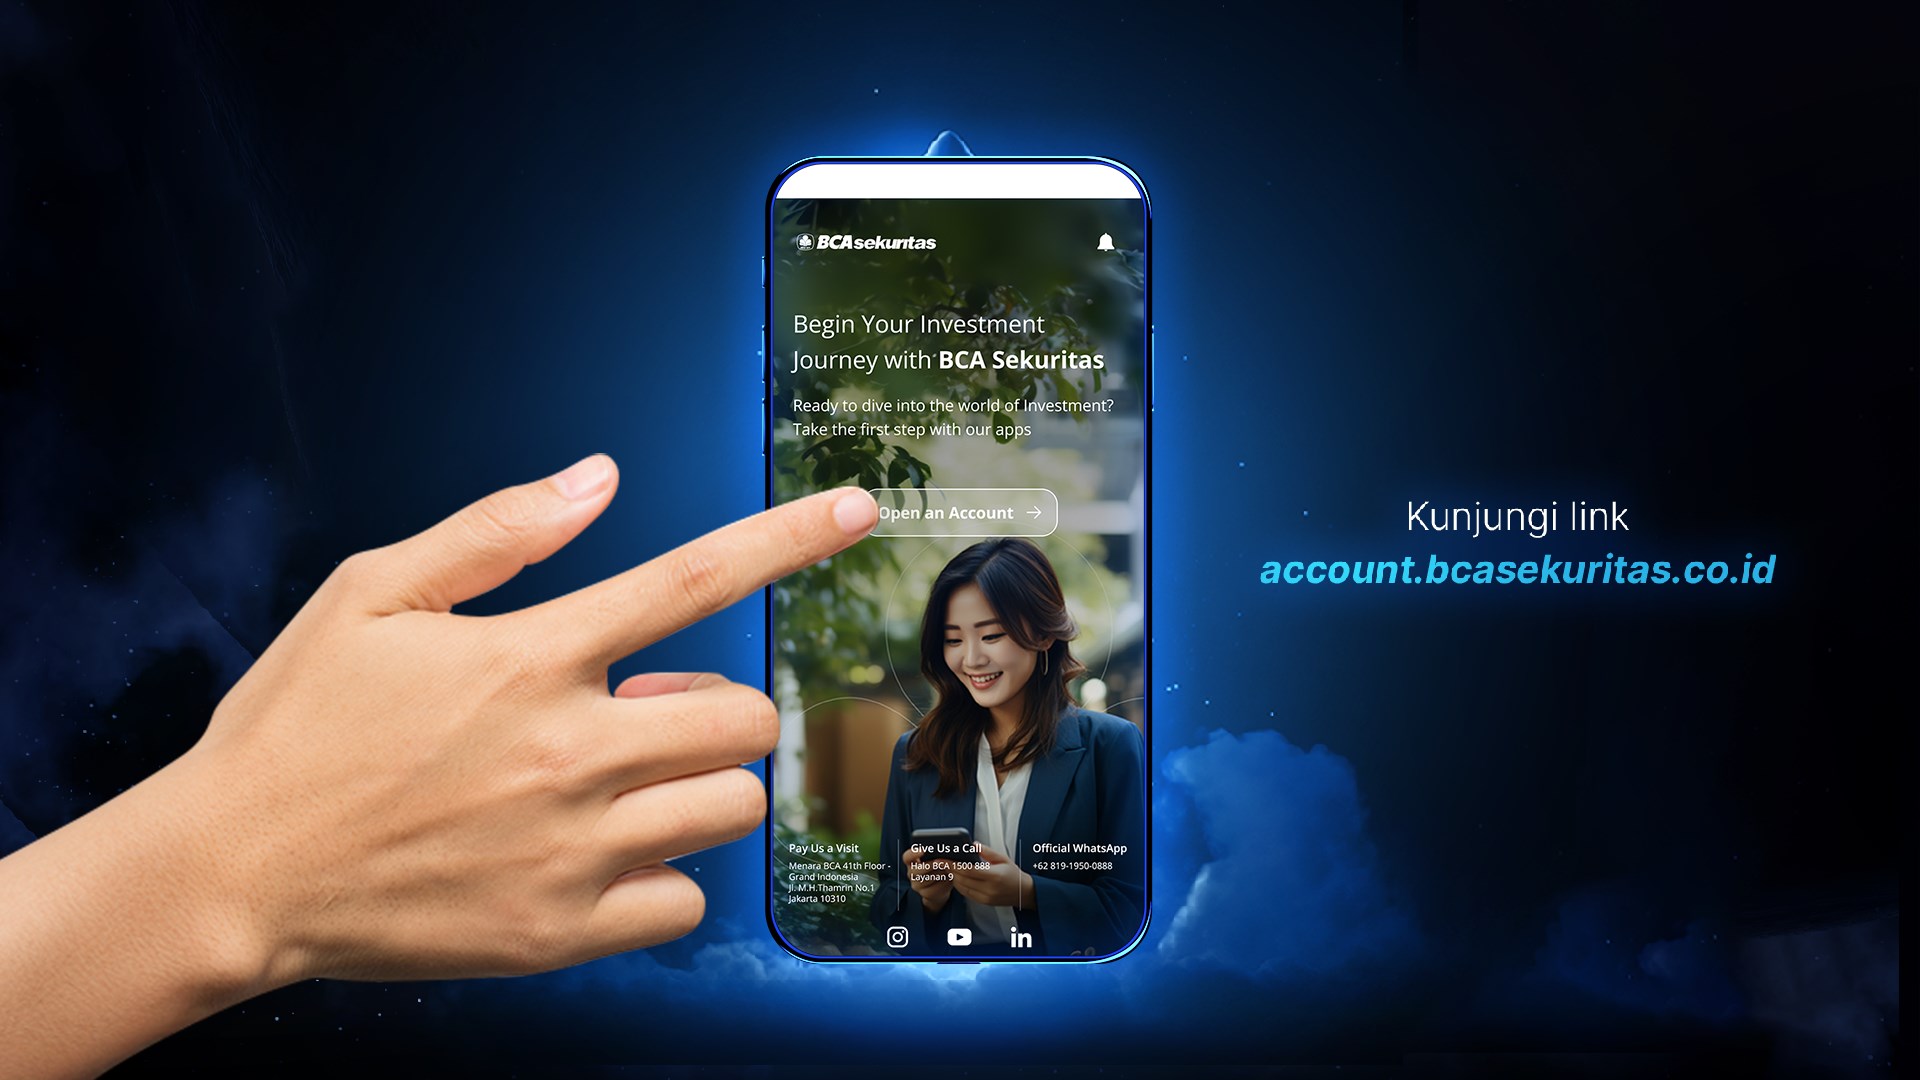 BCAsekuritas
Begin Your Investment
Journey with BCA Sekuritas
Ready to dive into the world of Investment?
Take the first step with our apps
Open an Account
Kunjungi link
account.bcasekuritas.co.id
Pay Us a Visit
Menara BCA 41th Floor -
Grand Indonesia
Jl. M.H.Thamrin No.1
Jakarta 10310
Give Us a Call
Halo BCA 1500 888
Layanan 9
Official WhatsApp
+62 819-1950-0888
in